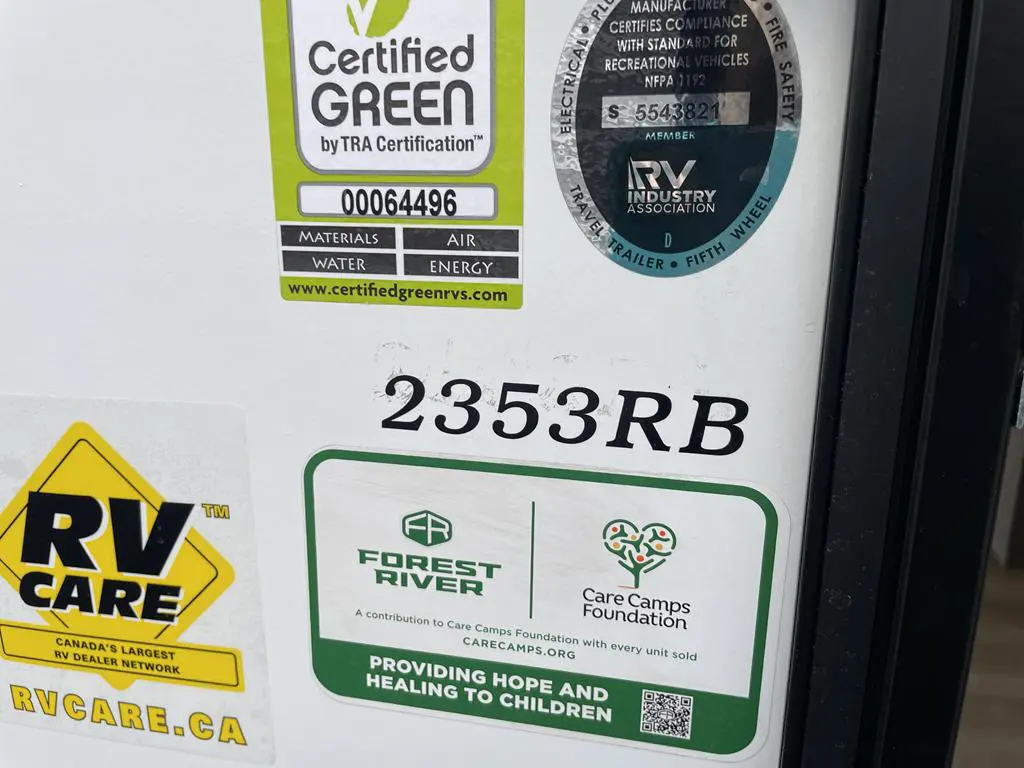 Certified
GREEN
by TRA Certification™
00064496
MATERIALS
AIR
WATER
ENERGY
www.certifiedgreenrvs.com
ELECTRICAL •
• FIRE SAFETY
MANUFACTURER
CERTIFIES COMPLIANCE
WITH STANDARD FOR
RECREATIONAL VEHICLES
NFPA 1192
S 5543821
MEMBER
RV
INDUSTRY
ASSOCIATION
D
TRAVEL TRAILER • FIFTH WHEEL
2353RB
RV™
CARE
CANADA'S LARGEST
RV DEALER NETWORK
RVCARE.CA
FR
FOREST
RIVER
Care Camps
Foundation
A contribution to Care Camps Foundation with every unit sold
CARECAMPS.ORG
PROVIDING HOPE AND
HEALING TO CHILDREN